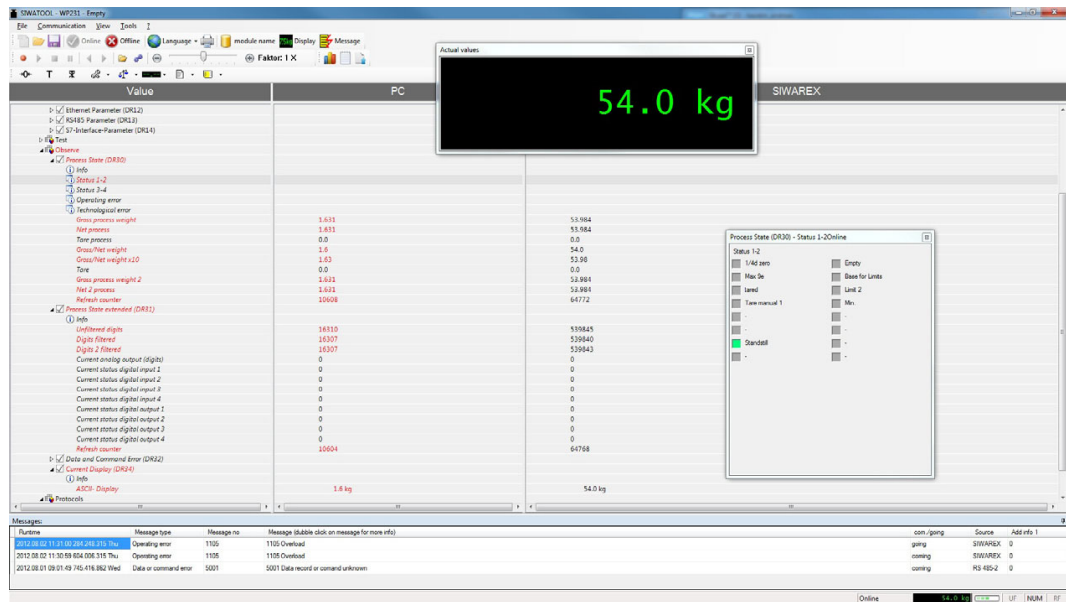 SIWATOOL - WP231 - Empty
File Communication View Tools ?
Online Offline Language module name 75kg Display Message
Faktor: 1 X
T
Value PC SIWAREX
Ethernet Parameter (DR12)
RS485 Parameter (DR13)
S7-Interface-Parameter (DR14)
Test
Observe
Process State (DR30)
Info
Status 1-2
Status 3-4
Operating error
Technological error
Gross process weight 1.631 53.984
Net process 1.631 53.984
Tare process 0.0 0.0
Gross/Net weight 1.6 54.0
Gross/Net weight x10 1.63 53.98
Tare 0.0 0.0
Gross process weight 2 1.631 53.984
Net 2 process 1.631 53.984
Refresh counter 10608 64772
Process State extended (DR31)
Info
Unfiltered digits 16310 539845
Digits filtered 16307 539840
Digits 2 filtered 16307 539843
Current analog output (digits) 0 0
Current status digital input 1 0 0
Current status digital input 2 0 0
Current status digital input 3 0 0
Current status digital input 4 0 0
Current status digital output 1 0 0
Current status digital output 2 0 0
Current status digital output 3 0 0
Current status digital output 4 0 0
Refresh counter 10604 64768
Data and Command Error (DR32)
Current Display (DR34)
Info
ASCII- Display 1.6 kg 54.0 kg
Protocols
Actual values
54.0 kg
Process State (DR30) - Status 1-2Online
Status 1-2
1/4d zero Empty
Max 9e Base for Limits
tared Limit 2
Tare manual 1 Min.
- -
- -
Standstill -
- -
Messages:
Runtime Message type Message no Message (dubble click on message for more info) com./going Source Add info 1
2012.08.02 11:31:00 284.248.315 Thu Operating error 1105 1105 Overload going SIWAREX 0
2012.08.02 11:30:59 604.006.315 Thu Operating error 1105 1105 Overload coming SIWAREX 0
2012.08.01 09:01:49 745.416.862 Wed Data or command error 5001 5001 Data record or comand unknown coming RS 485-2 0
Online 54.0 kg UF NUM RF